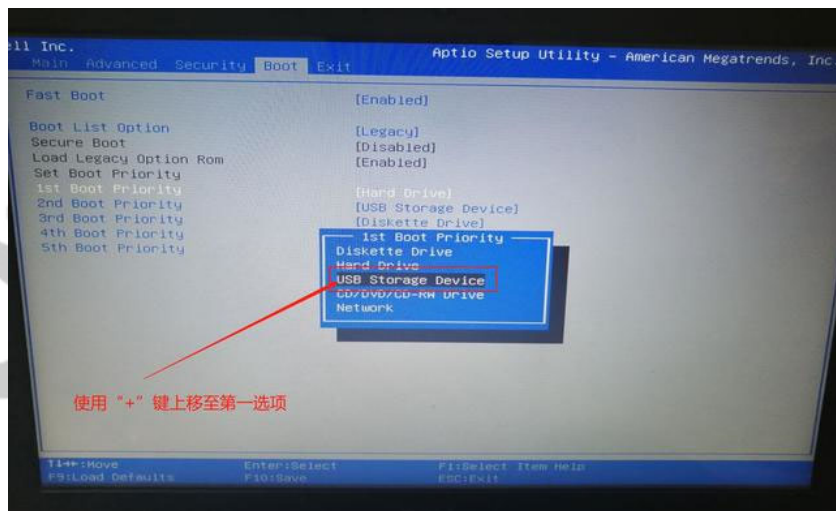 ell Inc.
Aptio Setup Utility – American Megatrends, Inc
Main Advanced Security Boot Exit
Fast Boot [Enabled]
Boot List Option [Legacy]
Secure Boot [Disabled]
Load Legacy Option Rom [Enabled]
Set Boot Priority
1st Boot Priority [Hard Drive]
2nd Boot Priority [USB Storage Device]
3rd Boot Priority [Diskette Drive]
4th Boot Priority
5th Boot Priority
1st Boot Priority
Diskette Drive
Hard Drive
USB Storage Device
CD/DVD/CD-RW Drive
Network
使用“+”键上移至第一选项
↑↓→←:Move Enter:Select F1:Select Item Help
F9:Load Defaults F10:Save ESC:Exit